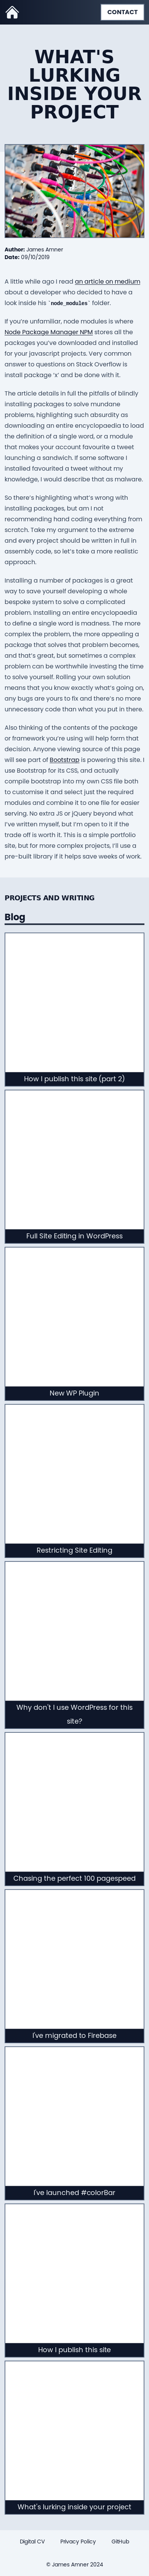 CONTACT
WHAT'S
LURKING
INSIDE YOUR
PROJECT
Author: James Amner
Date: 09/10/2019
A little while ago I read an article on medium
about a developer who decided to have a
look inside his `node_modules` folder.
If you're unfamiliar, node modules is where
Node Package Manager NPM stores all the
packages you've downloaded and installed
for your javascript projects. Very common
answer to questions on Stack Overflow is
install package 'x' and be done with it.
The article details in full the pitfalls of blindly
installing packages to solve mundane
problems, highlighting such absurdity as
downloading an entire encyclopaedia to load
the definition of a single word, or a module
that makes your account favourite a tweet
launching a sandwich. If some software I
installed favourited a tweet without my
knowledge, I would describe that as malware.
So there's highlighting what's wrong with
installing packages, but am I not
recommending hand coding everything from
scratch. Take my argument to the extreme
and every project should be written in full in
assembly code, so let's take a more realistic
approach.
Installing a number of packages is a great
way to save yourself developing a whole
bespoke system to solve a complicated
problem. Installing an entire encyclopaedia
to define a single word is madness. The more
complex the problem, the more appealing a
package that solves that problem becomes,
and that's great, but sometimes a complex
problem can be worthwhile investing the time
to solve yourself. Rolling your own solution
means that you know exactly what's going on,
any bugs are yours to fix and there's no more
unnecessary code than what you put in there.
Also thinking of the contents of the package
or framework you're using will help with that
decision. Anyone viewing source of this page
will see part of Bootstrap is powering this site. I
use Bootstrap for its CSS, and actually
compile bootstrap into my own CSS file both
to customise it and select just the required
modules and combine it to one file for easier
serving. No extra JS or jQuery beyond what
I've written myself, but I'm open to it if the
trade off is worth it. This is a simple portfolio
site, but for more complex projects, I'll use a
pre-built library if it helps save weeks of work.
PROJECTS AND WRITING
Blog
How I publish this site (part 2)
Full Site Editing in WordPress
New WP Plugin
Restricting Site Editing
Why don't I use WordPress for this
site?
Chasing the perfect 100 pagespeed
I've migrated to Firebase
I've launched #colorBar
How I publish this site
What's lurking inside your project
Digital CV
Privacy Policy
GitHub
© James Amner 2024